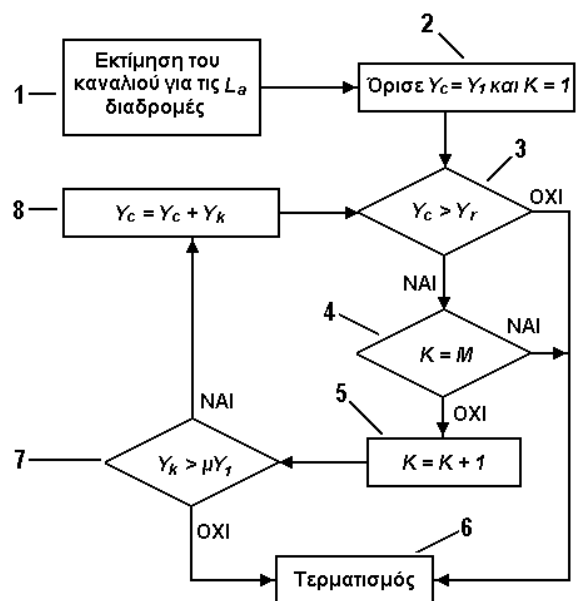 1
Εκτίμηση του
καναλιού για τις La
διαδρομές
2
Όρισε Yc = Y1 και K = 1
3
Yc > Yr
ΟΧΙ
ΝΑΙ
8
Yc = Yc + Yk
4
K = M
ΝΑΙ
ΟΧΙ
5
K = K + 1
7
Yk > μY1
ΝΑΙ
ΟΧΙ
6
Τερματισμός